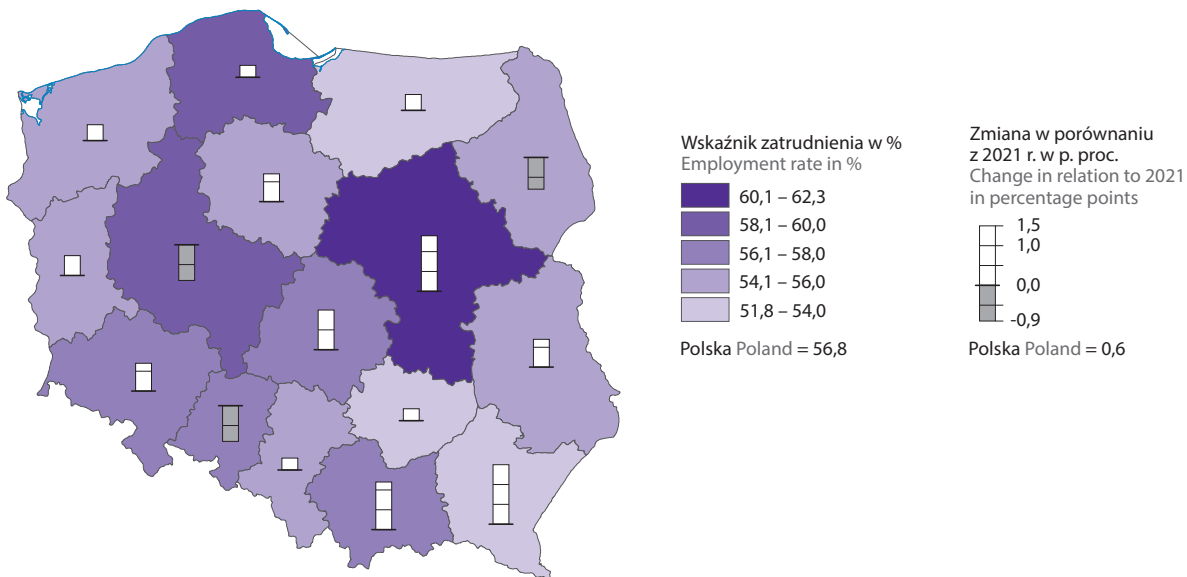 Wskaźnik zatrudnienia w %
Employment rate in %
60,1 – 62,3
58,1 – 60,0
56,1 – 58,0
54,1 – 56,0
51,8 – 54,0
Polska Poland = 56,8
Zmiana w porównaniu
z 2021 r. w p. proc.
Change in relation to 2021
in percentage points
1,5
1,0
0,0
-0,9
Polska Poland = 0,6